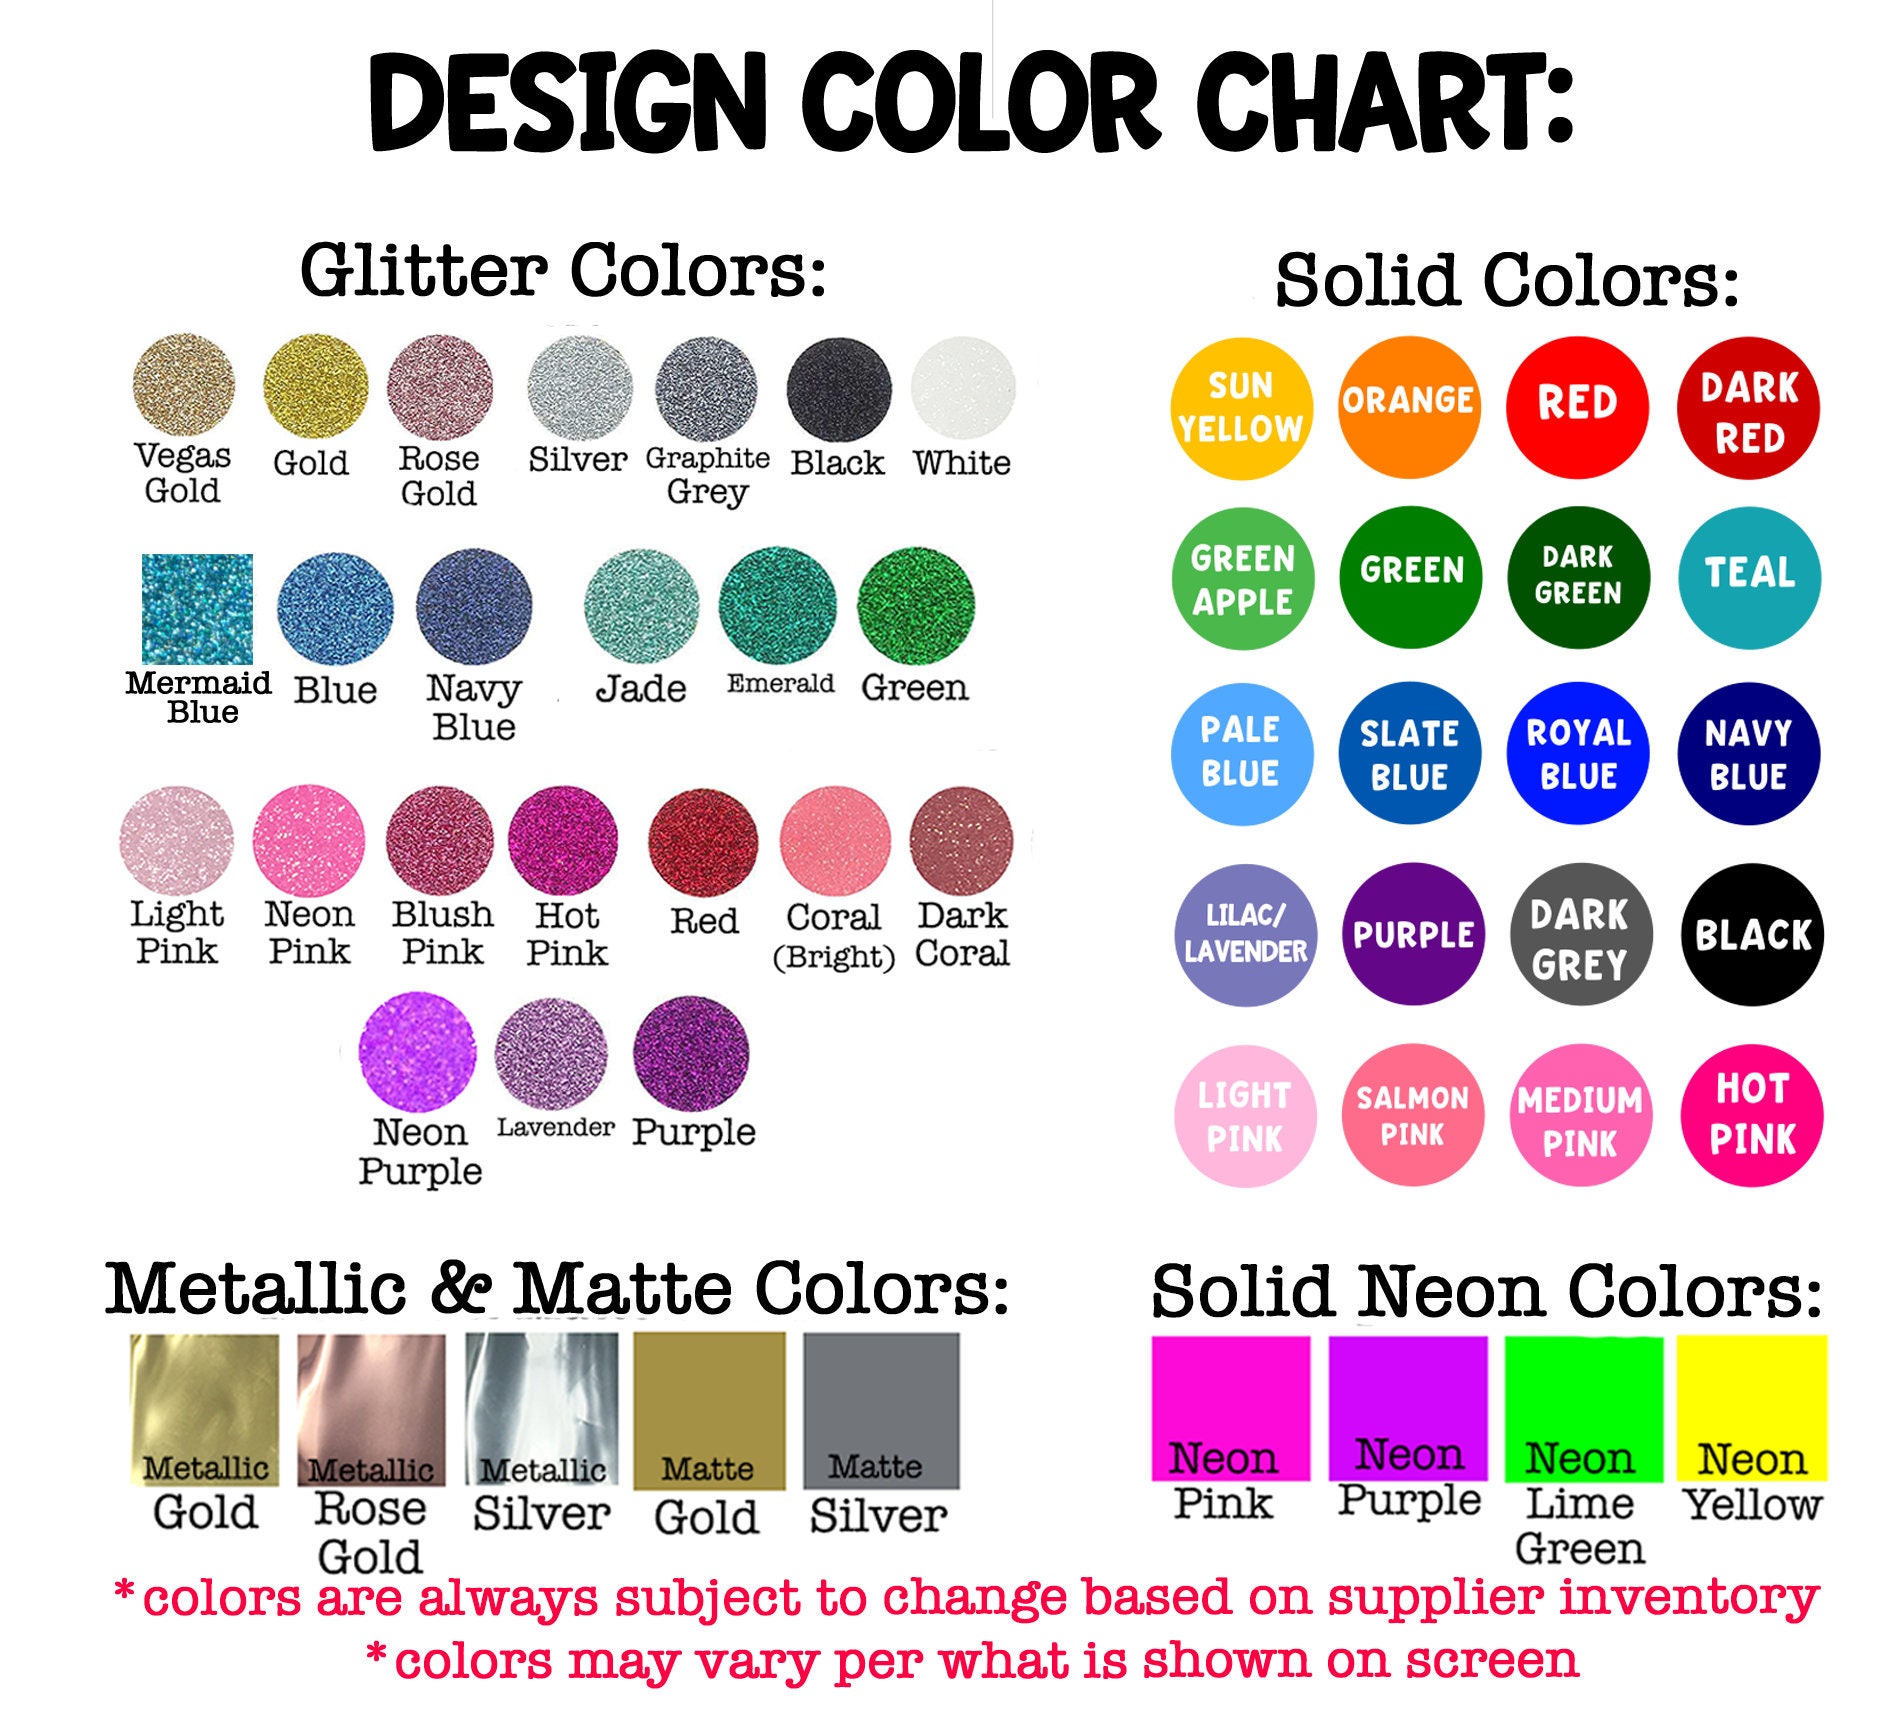 DESIGN COLOR CHART:
Glitter Colors:
Vegas
Gold
Gold
Rose
Gold
Silver
Graphite
Grey
Black
White
Mermaid
Blue
Blue
Navy
Blue
Jade
Emerald
Green
Light
Pink
Neon
Pink
Blush
Pink
Hot
Pink
Red
Coral
(Bright)
Dark
Coral
Neon
Purple
Lavender
Purple
Solid Colors:
SUN
YELLOW
ORANGE
RED
DARK
RED
GREEN
APPLE
GREEN
DARK
GREEN
TEAL
PALE
BLUE
SLATE
BLUE
ROYAL
BLUE
NAVY
BLUE
LILAC/
LAVENDER
PURPLE
DARK
GREY
BLACK
LIGHT
PINK
SALMON
PINK
MEDIUM
PINK
HOT
PINK
Metallic & Matte Colors:
Metallic
Gold
Metallic
Rose
Gold
Metallic
Silver
Matte
Gold
Matte
Silver
Solid Neon Colors:
Neon
Pink
Neon
Purple
Neon
Lime
Green
Neon
Yellow
*colors are always subject to change based on supplier inventory
*colors may vary per what is shown on screen